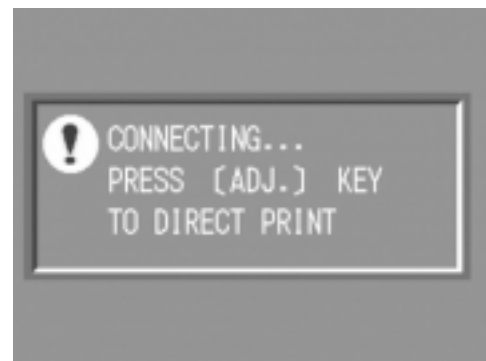 CONNECTING...
PRESS [ADJ.] KEY
TO DIRECT PRINT